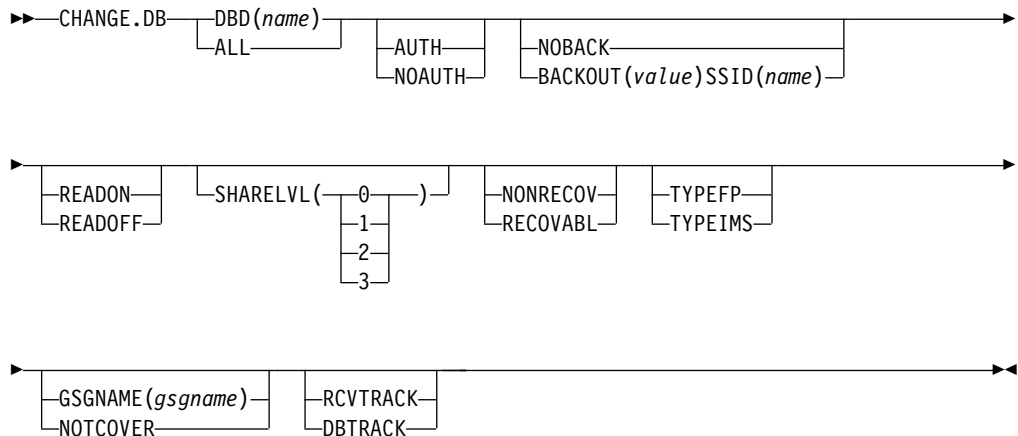 CHANGE.DB DBD(name) ALL AUTH NOAUTH NOBACK BACKOUT(value)SSID(name)
READON READOFF SHARELVL( 0 1 2 3 ) NONRECOV RECOVABL TYPEFP TYPEIMS
GSGNAME(gsgname) NOTCOVER RCVTRACK DBTRACK